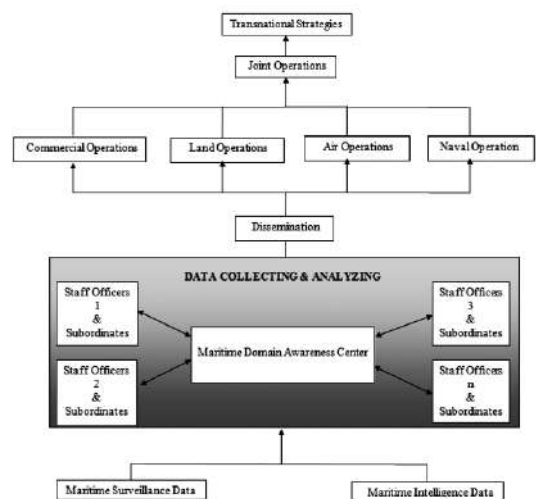 Transnational Strategies
Joint Operations
Commercial Operations
Land Operations
Air Operations
Naval Operation
Dissemination
DATA COLLECTING & ANALYZING
Staff Officers
1
&
Subordinates
Staff Officers
3
&
Subordinates
Maritime Domain Awareness Center
Staff Officers
2
&
Subordinates
Staff Officers
n
&
Subordinates
Maritime Surveillance Data
Maritime Intelligence Data